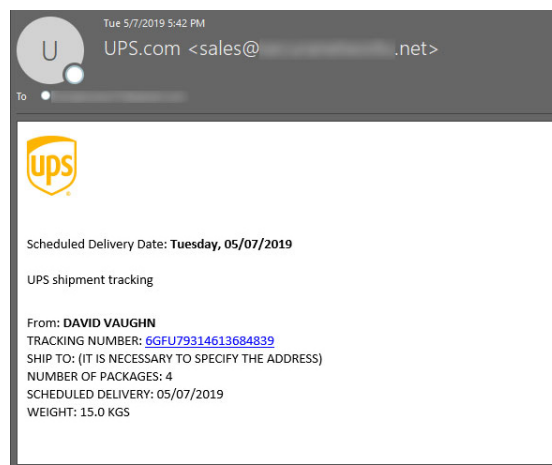 Tue 5/7/2019 5:42 PM
U
UPS.com <sales@ .net>
To
ups
Scheduled Delivery Date: Tuesday, 05/07/2019
UPS shipment tracking
From: DAVID VAUGHN
TRACKING NUMBER: 6GFU79314613684839
SHIP TO: (IT IS NECESSARY TO SPECIFY THE ADDRESS)
NUMBER OF PACKAGES: 4
SCHEDULED DELIVERY: 05/07/2019
WEIGHT: 15.0 KGS